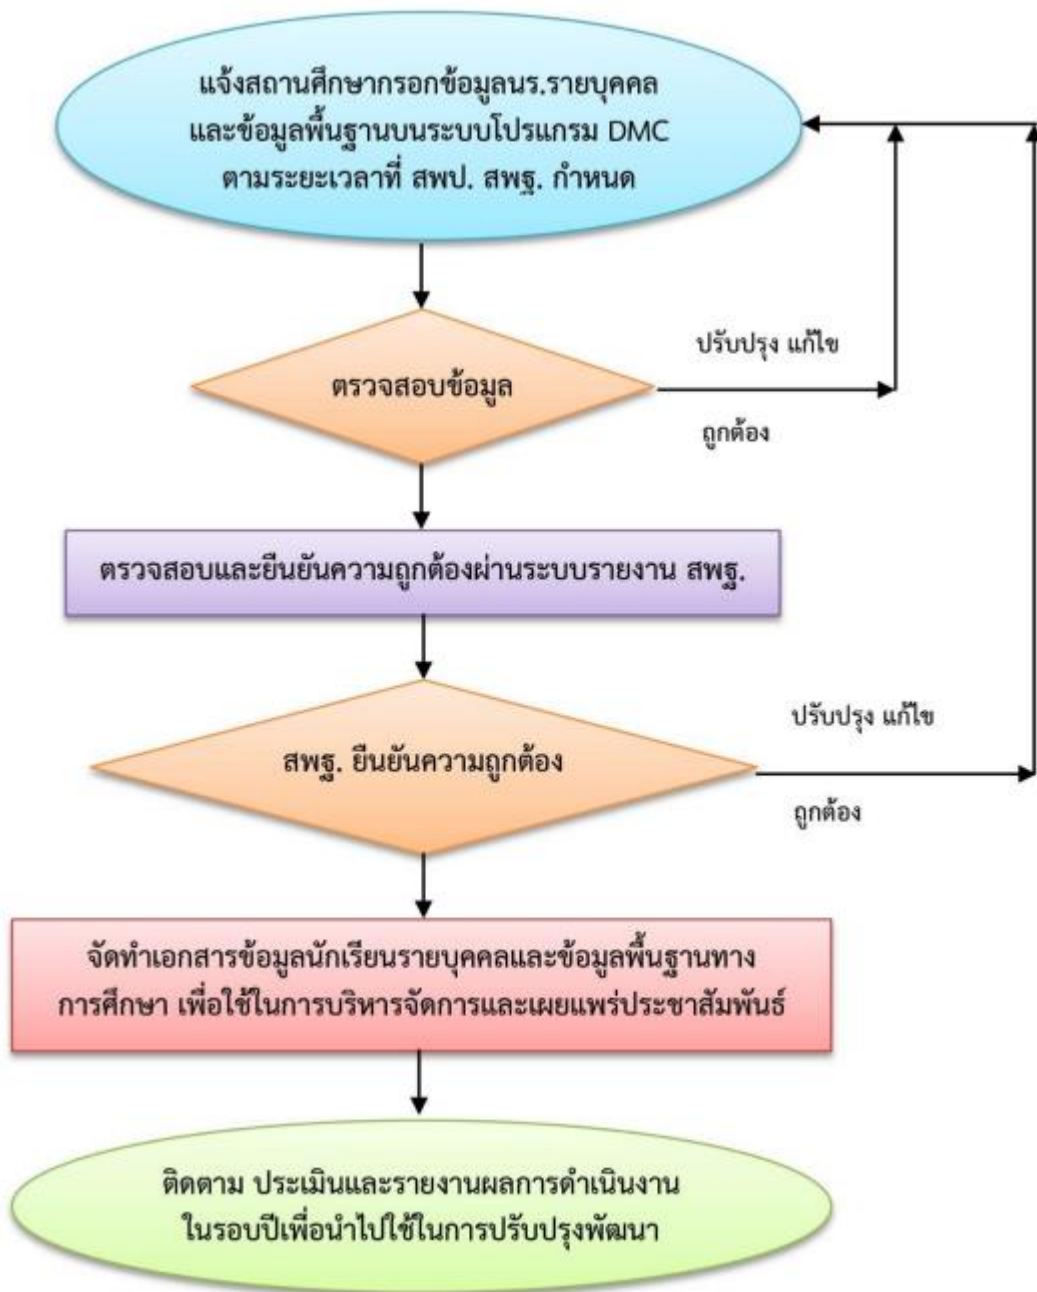 แจ้งสถานศึกษากรอกข้อมูลนร.รายบุคคล
และข้อมูลพื้นฐานบนระบบโปรแกรม DMC
ตามระยะเวลาที่ สพป. สพฐ. กำหนด
ปรับปรุง แก้ไข
ตรวจสอบข้อมูล
ถูกต้อง
ตรวจสอบและยืนยันความถูกต้องผ่านระบบรายงาน สพฐ.
ปรับปรุง แก้ไข
สพฐ. ยืนยันความถูกต้อง
ถูกต้อง
จัดทำเอกสารข้อมูลนักเรียนรายบุคคลและข้อมูลพื้นฐานทาง
การศึกษา เพื่อใช้ในการบริหารจัดการและเผยแพร่ประชาสัมพันธ์
ติดตาม ประเมินและรายงานผลการดำเนินงาน
ในรอบปีเพื่อนำไปใช้ในการปรับปรุงพัฒนา